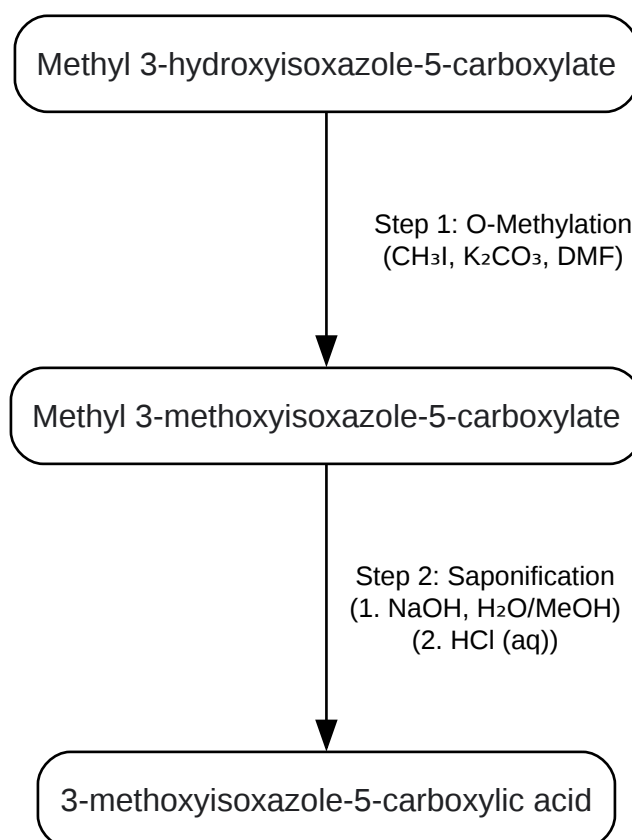 Methyl 3-hydroxyisoxazole-5-carboxylate
Step 1: O-Methylation
(CH₃I, K₂CO₃, DMF)
Methyl 3-methoxyisoxazole-5-carboxylate
Step 2: Saponification
(1. NaOH, H₂O/MeOH)
(2. HCl (aq))
3-methoxyisoxazole-5-carboxylic acid